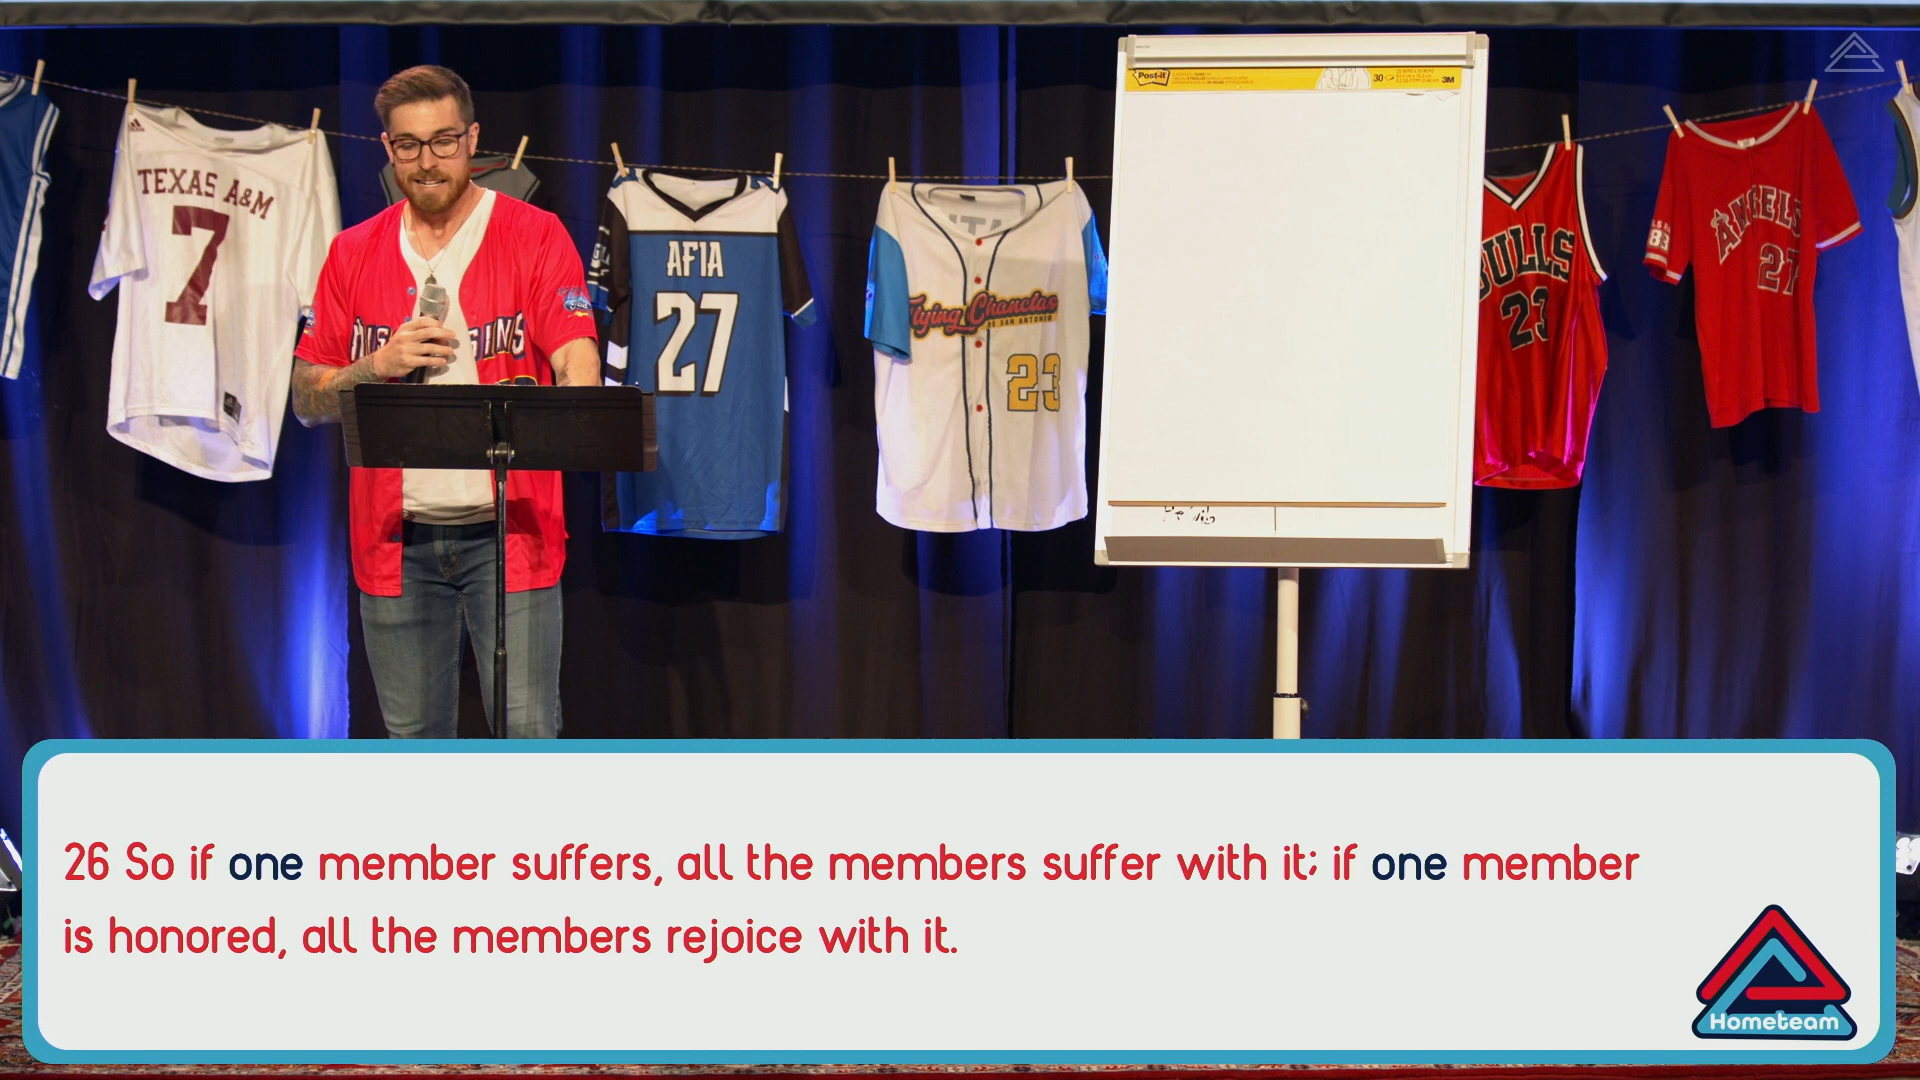 TEXAS A&M
7
AFIA
27
Flying Chanclas
DE SAN ANTONIO
23
Post-it
30
3M
BULLS
23
ANGELS
27
26 So if one member suffers, all the members suffer with it; if one member
is honored, all the members rejoice with it.
Hometeam